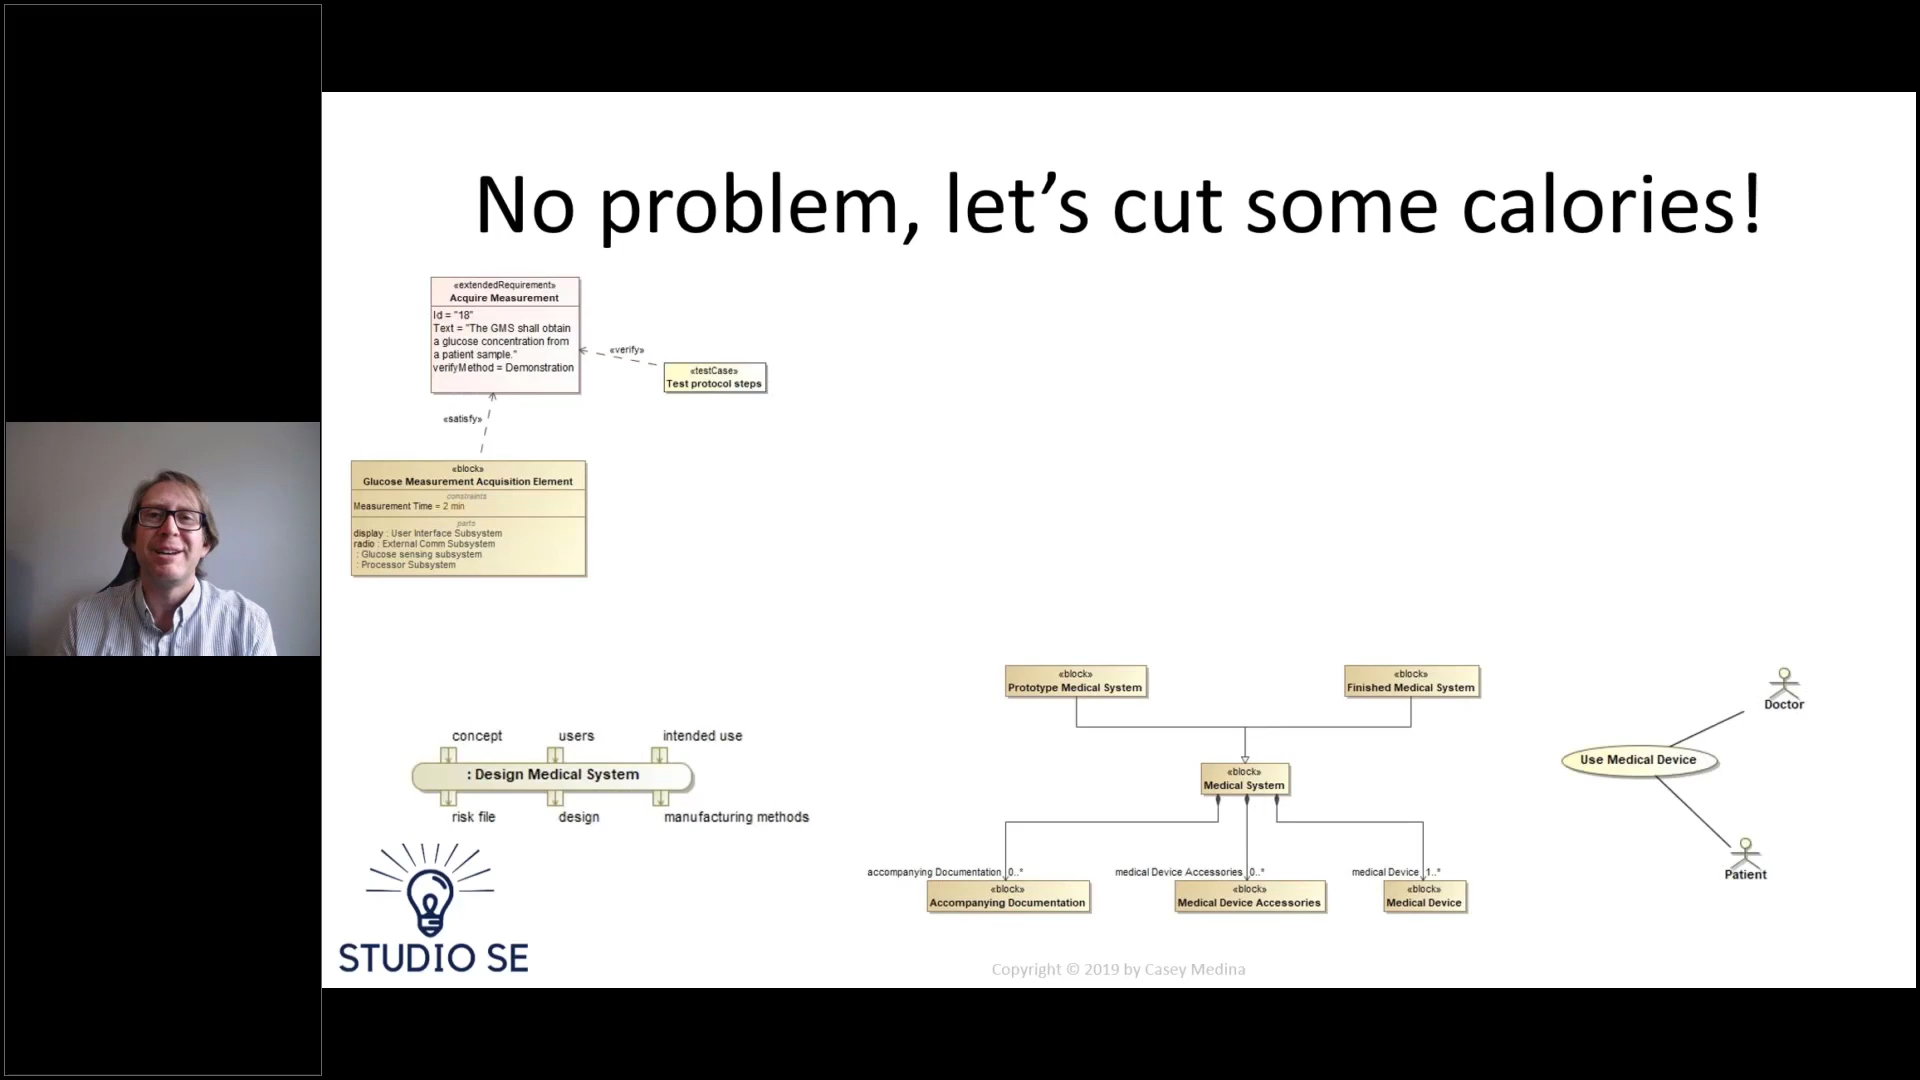 No problem, let’s cut some calories!
«extendedRequirement»
Acquire Measurement
Id = "18"
Text = "The GMS shall obtain
a glucose concentration from
a patient sample."
verifyMethod = Demonstration
«verify»
«testCase»
Test protocol steps
«satisfy»
«block»
Glucose Measurement Acquisition Element
constraints
Measurement Time = 2 min
parts
display : User Interface Subsystem
radio : External Comm Subsystem
: Glucose sensing subsystem
: Processor Subsystem
concept
users
intended use
: Design Medical System
risk file
design
manufacturing methods
«block»
Prototype Medical System
«block»
Finished Medical System
«block»
Medical System
accompanying Documentation 0..*
medical Device Accessories 0..*
medical Device 1..*
«block»
Accompanying Documentation
«block»
Medical Device Accessories
«block»
Medical Device
Doctor
Use Medical Device
Patient
STUDIO SE
Copyright © 2019 by Casey Medina